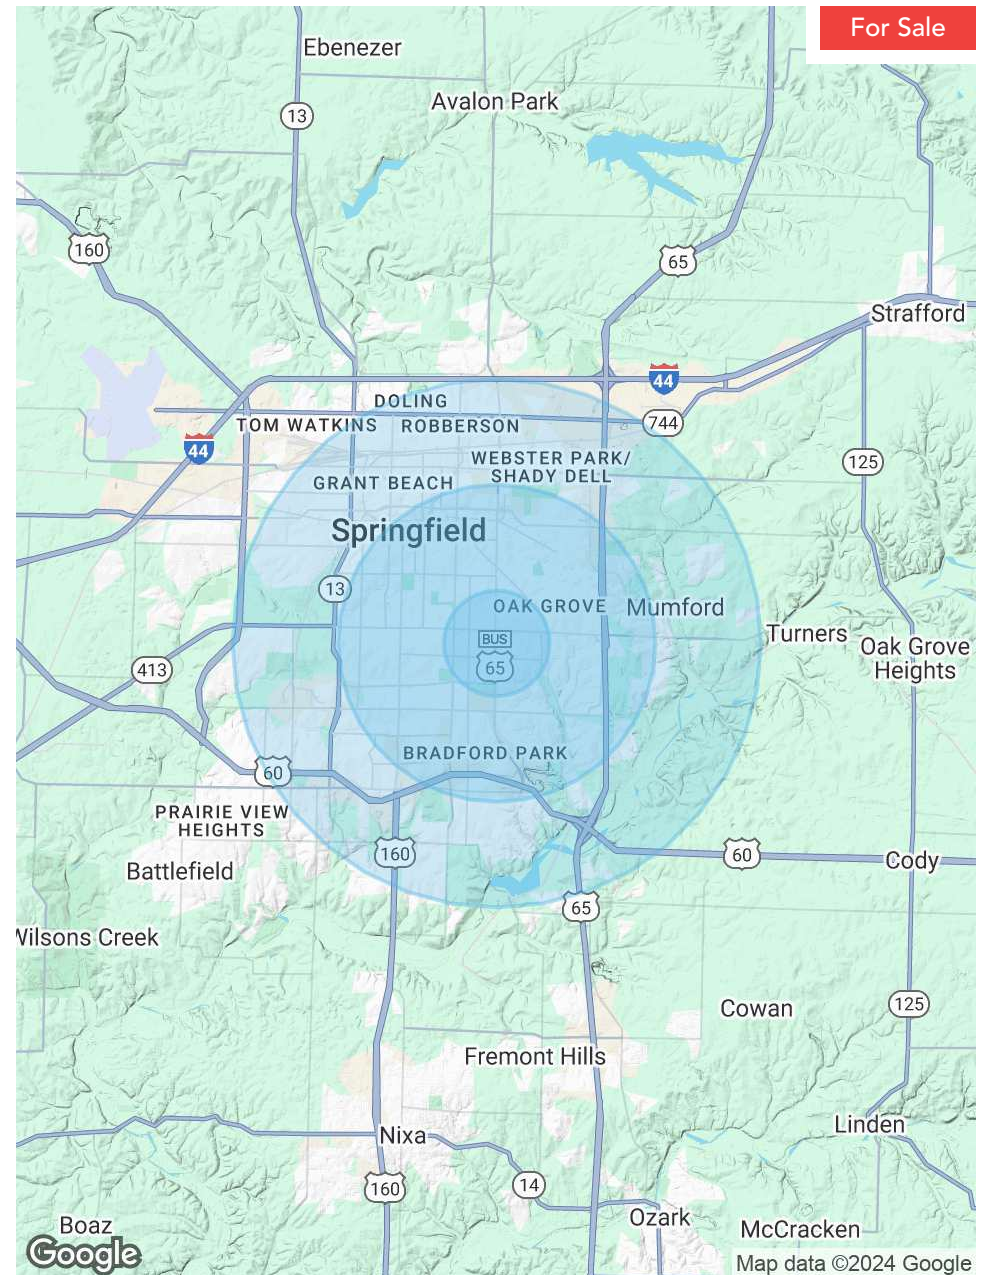 For Sale
Ebenezer
Avalon Park
13
160
65
Strafford
44
DOLING
744
TOM WATKINS
ROBBERSON
44
125
WEBSTER PARK/
SHADY DELL
GRANT BEACH
Springfield
13
OAK GROVE
Mumford
Turners
BUS
65
Oak Grove
Heights
413
BRADFORD PARK
60
PRAIRIE VIEW
HEIGHTS
160
60
Cody
Battlefield
65
Wilsons Creek
125
Cowan
Fremont Hills
Linden
Nixa
160
14
Ozark
Boaz
McCracken
Google
Map data ©2024 Google